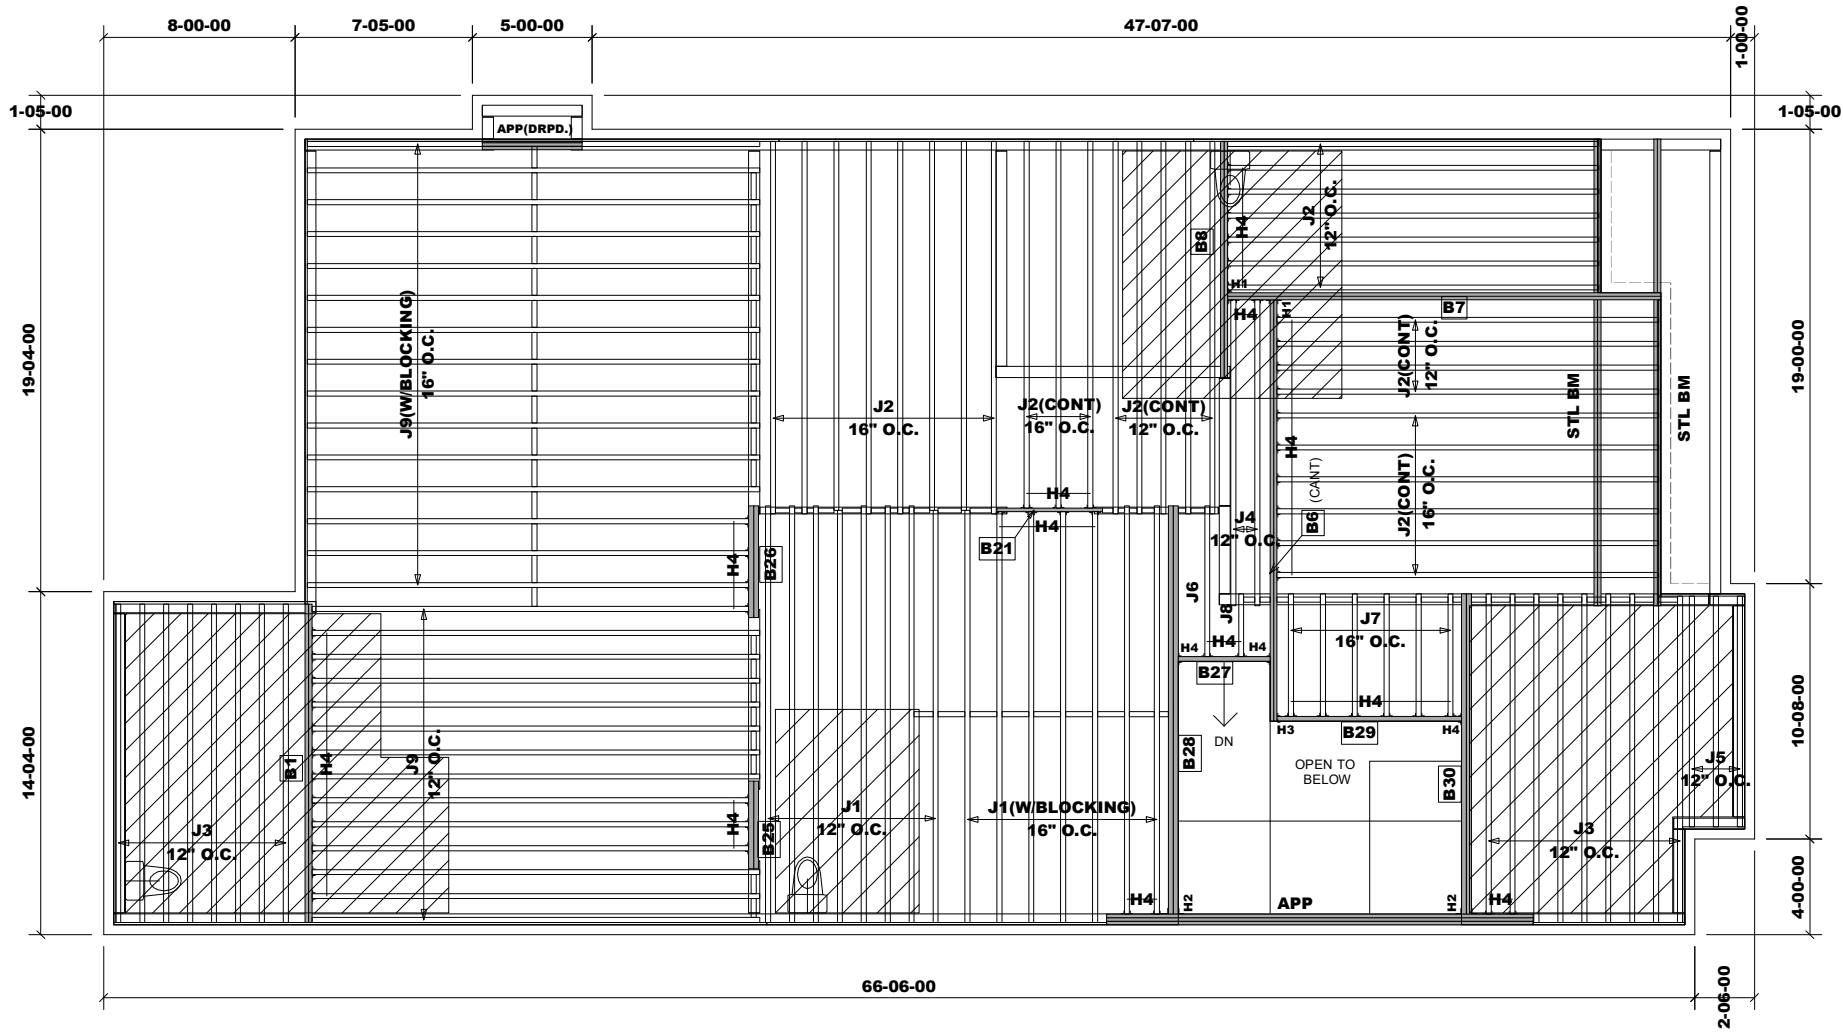 8-00-00
7-05-00
5-00-00
47-07-00
1-00-00
1-05-00
1-05-00
APP(DRPD.)
19-04-00
19-00-00
14-04-00
10-08-00
4-00-00
66-06-00
2-06-00
J9(W/BLOCKING)
16" O.C.
J2
16" O.C.
J2(CONT)
16" O.C.
J2(CONT)
12" O.C.
B8
H4
H1
J2
12" O.C.
B7
H4
H1
J2(CONT)
12" O.C.
STL BM
STL BM
H4
J2(CONT)
16" O.C.
B6 (CANT)
H4
H4
B21
J4
12" O.C.
H4
B26
J6
J8
H4
H4
H4
B27
J7
16" O.C.
H4
H3
B29
H4
DN
B28
OPEN TO
BELOW
B30
J5
12" O.C.
J3
12" O.C.
B1
H4
J9
12" O.C.
H4
B25
J1
12" O.C.
J1(W/BLOCKING)
16" O.C.
J3
12" O.C.
H4
H2
APP
H2
H4